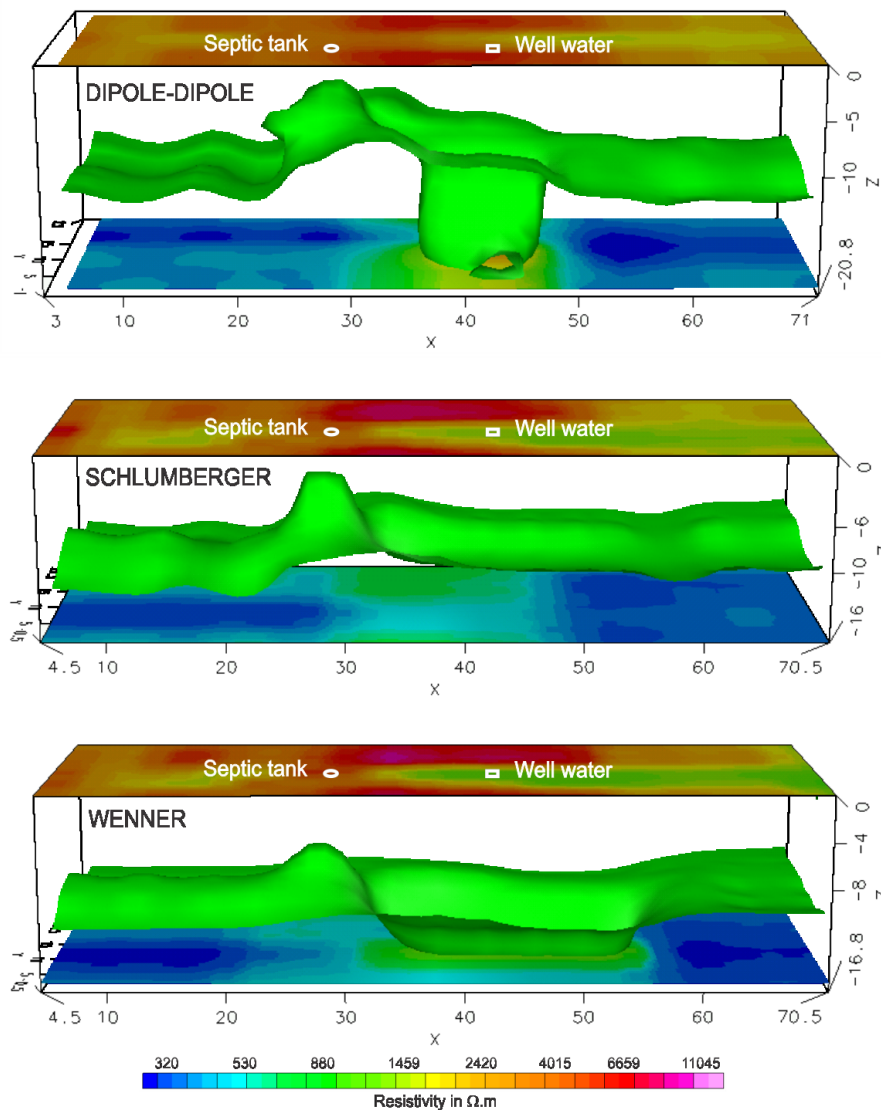 Septic tank
Well water
DIPOLE-DIPOLE
0
-5
-10
-20.8
Z
Y
3 10 20 30 40 50 60 71
X
Septic tank
Well water
SCHLUMBERGER
0
-6
-10
-16
Z
Y
4.5 10 20 30 40 50 60 70.5
X
Septic tank
Well water
WENNER
0
-4
-8
-16.8
Z
Y
4.5 10 20 30 40 50 60 70.5
X
320 530 880 1459 2420 4015 6659 11045
Resistivity in Ω.m